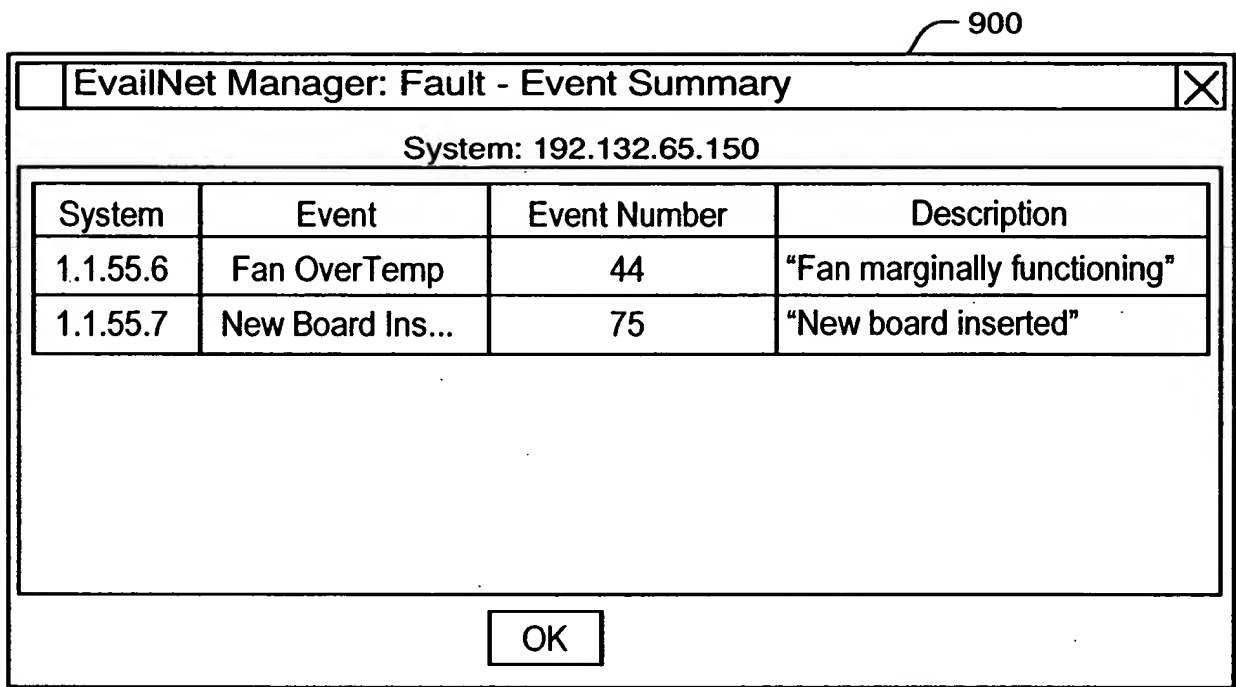 900
EvailNet Manager: Fault - Event Summary
System: 192.132.65.150
System Event Event Number Description
1.1.55.6 Fan OverTemp 44 “Fan marginally functioning”
1.1.55.7 New Board Ins... 75 “New board inserted”
OK